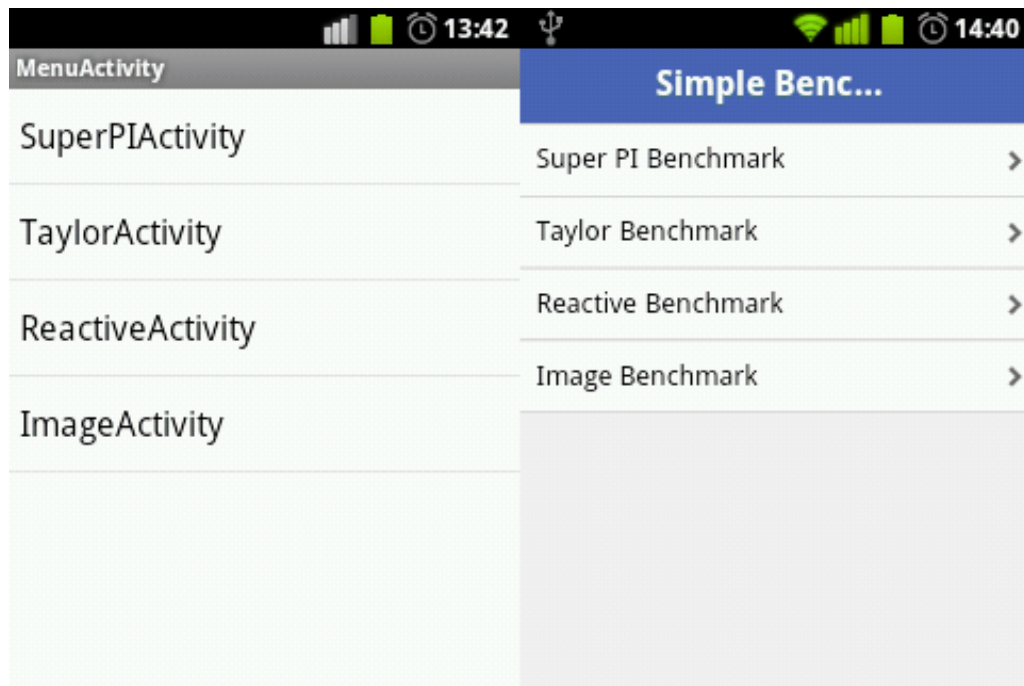 13:42
MenuActivity
SuperPIActivity
TaylorActivity
ReactiveActivity
ImageActivity
14:40
Simple Benc...
Super PI Benchmark
Taylor Benchmark
Reactive Benchmark
Image Benchmark